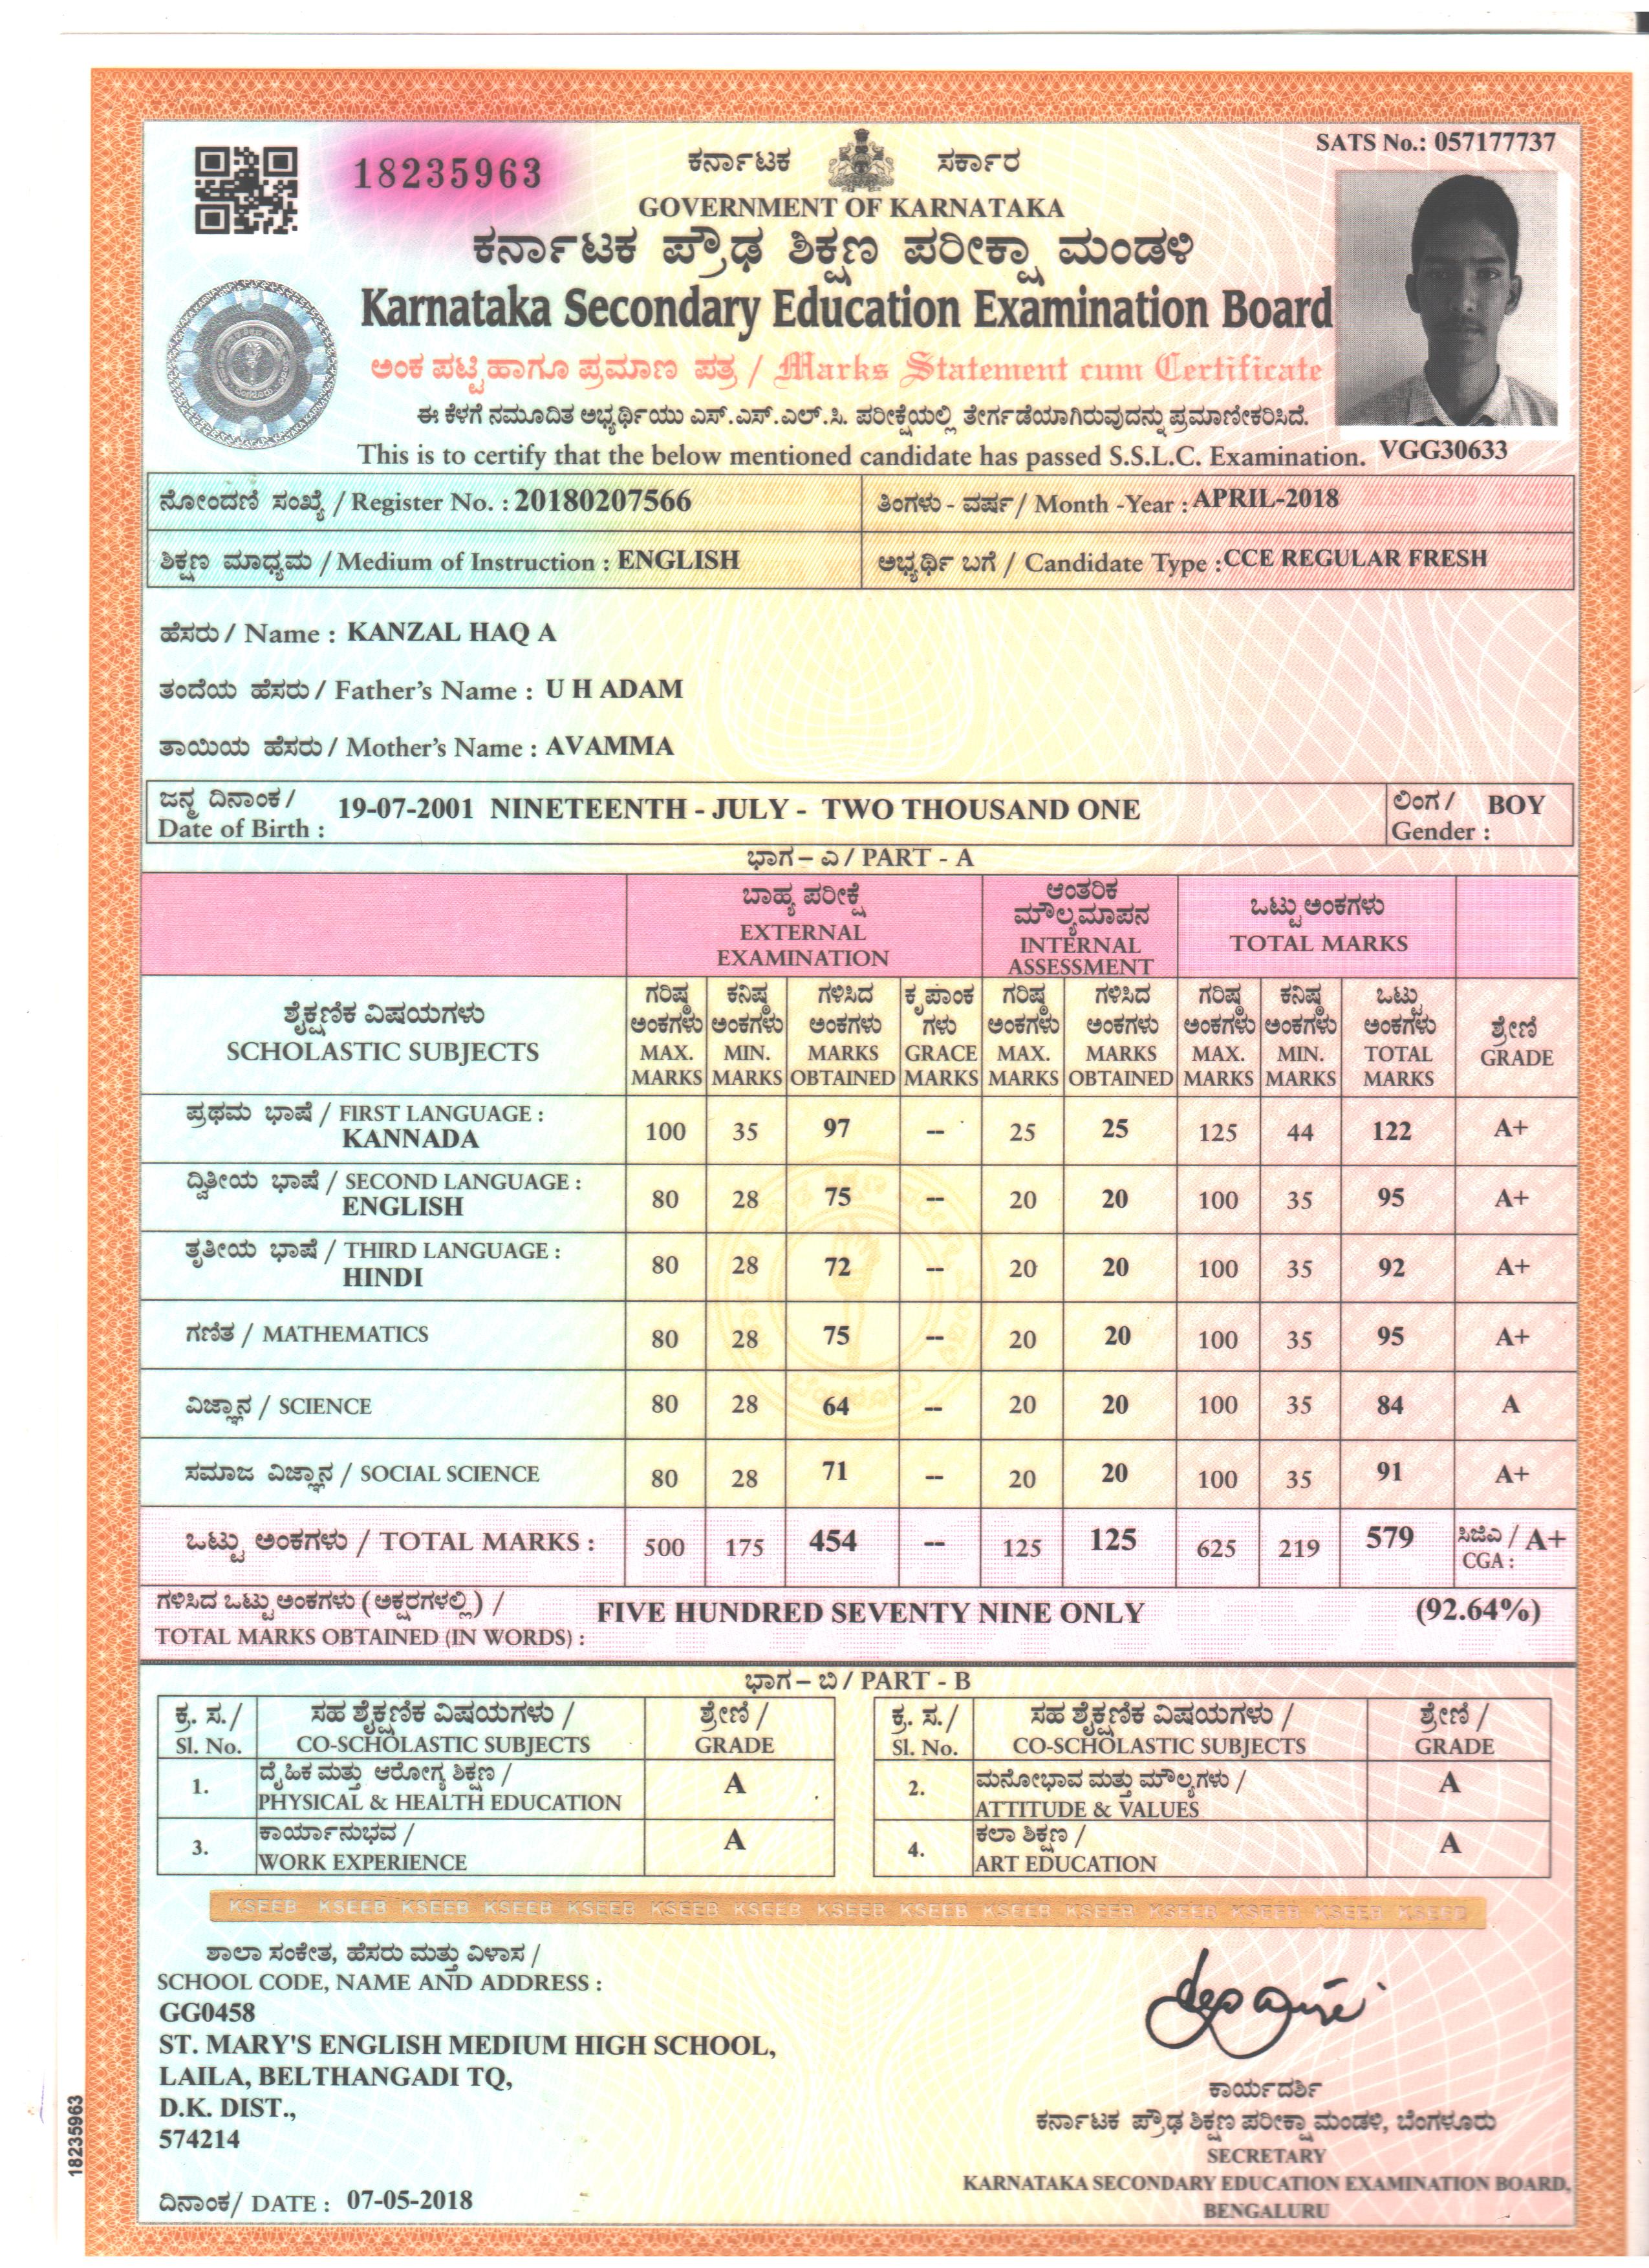 SATS No.: 057177737
18235963
ಕರ್ನಾಟಕ ಸರ್ಕಾರ
GOVERNMENT OF KARNATAKA
ಕರ್ನಾಟಕ ಪ್ರೌಢ ಶಿಕ್ಷಣ ಪರೀಕ್ಷಾ ಮಂಡಳಿ
Karnataka Secondary Education Examination Board
ಅಂಕ ಪಟ್ಟಿ ಹಾಗೂ ಪ್ರಮಾಣ ಪತ್ರ / Marks Statement cum Certificate
ಈ ಕೆಳಗೆ ನಮೂದಿತ ಅಭ್ಯರ್ಥಿಯು ಎಸ್.ಎಸ್.ಎಲ್.ಸಿ. ಪರೀಕ್ಷೆಯಲ್ಲಿ ತೇರ್ಗಡೆಯಾಗಿರುವುದನ್ನು ಪ್ರಮಾಣೀಕರಿಸಿದೆ.
This is to certify that the below mentioned candidate has passed S.S.L.C. Examination. VGG30633
ನೋಂದಣಿ ಸಂಖ್ಯೆ / Register No. : 20180207566 ತಿಂಗಳು - ವರ್ಷ / Month -Year : APRIL-2018
ಶಿಕ್ಷಣ ಮಾಧ್ಯಮ / Medium of Instruction : ENGLISH ಅಭ್ಯರ್ಥಿ ಬಗೆ / Candidate Type : CCE REGULAR FRESH
ಹೆಸರು / Name : KANZAL HAQ A
ತಂದೆಯ ಹೆಸರು / Father's Name : U H ADAM
ತಾಯಿಯ ಹೆಸರು / Mother's Name : AVAMMA
ಜನ್ಮ ದಿನಾಂಕ / 19-07-2001 NINETEENTH - JULY - TWO THOUSAND ONE ಲಿಂಗ / BOY
Date of Birth : Gender :
ಭಾಗ – ಎ / PART - A
ಬಾಹ್ಯ ಪರೀಕ್ಷೆ ಆಂತರಿಕ ಮೌಲ್ಯಮಾಪನ ಒಟ್ಟು ಅಂಕಗಳು
EXTERNAL EXAMINATION INTERNAL ASSESSMENT TOTAL MARKS
ಶೈಕ್ಷಣಿಕ ವಿಷಯಗಳು ಗರಿಷ್ಠ ಅಂಕಗಳು ಕನಿಷ್ಠ ಅಂಕಗಳು ಗಳಿಸಿದ ಅಂಕಗಳು ಕೃಪಾಂಕಗಳು ಗರಿಷ್ಠ ಅಂಕಗಳು ಗಳಿಸಿದ ಅಂಕಗಳು ಗರಿಷ್ಠ ಅಂಕಗಳು ಕನಿಷ್ಠ ಅಂಕಗಳು ಒಟ್ಟು ಅಂಕಗಳು ಶ್ರೇಣಿ
SCHOLASTIC SUBJECTS MAX. MARKS MIN. MARKS MARKS OBTAINED GRACE MARKS MAX. MARKS MARKS OBTAINED MAX. MARKS MIN. MARKS TOTAL MARKS GRADE
ಪ್ರಥಮ ಭಾಷೆ / FIRST LANGUAGE :
KANNADA 100 35 97 -- 25 25 125 44 122 A+
ದ್ವಿತೀಯ ಭಾಷೆ / SECOND LANGUAGE :
ENGLISH 80 28 75 -- 20 20 100 35 95 A+
ತೃತೀಯ ಭಾಷೆ / THIRD LANGUAGE :
HINDI 80 28 72 -- 20 20 100 35 92 A+
ಗಣಿತ / MATHEMATICS 80 28 75 -- 20 20 100 35 95 A+
ವಿಜ್ಞಾನ / SCIENCE 80 28 64 -- 20 20 100 35 84 A
ಸಮಾಜ ವಿಜ್ಞಾನ / SOCIAL SCIENCE 80 28 71 -- 20 20 100 35 91 A+
ಒಟ್ಟು ಅಂಕಗಳು / TOTAL MARKS : 500 175 454 -- 125 125 625 219 579 ಸಿಜಿಎ / CGA : A+
ಗಳಿಸಿದ ಒಟ್ಟು ಅಂಕಗಳು (ಅಕ್ಷರಗಳಲ್ಲಿ) / FIVE HUNDRED SEVENTY NINE ONLY (92.64%)
TOTAL MARKS OBTAINED (IN WORDS) :
ಭಾಗ – ಬಿ / PART - B
ಕ್ರ. ಸ. / ಸಹ ಶೈಕ್ಷಣಿಕ ವಿಷಯಗಳು / ಶ್ರೇಣಿ / ಕ್ರ. ಸ. / ಸಹ ಶೈಕ್ಷಣಿಕ ವಿಷಯಗಳು / ಶ್ರೇಣಿ /
Sl. No. CO-SCHOLASTIC SUBJECTS GRADE Sl. No. CO-SCHOLASTIC SUBJECTS GRADE
1. ದೈಹಿಕ ಮತ್ತು ಆರೋಗ್ಯ ಶಿಕ್ಷಣ / A 2. ಮನೋಭಾವ ಮತ್ತು ಮೌಲ್ಯಗಳು / A
PHYSICAL & HEALTH EDUCATION ATTITUDE & VALUES
3. ಕಾರ್ಯಾನುಭವ / A 4. ಕಲಾ ಶಿಕ್ಷಣ / A
WORK EXPERIENCE ART EDUCATION
KSEEB KSEEB KSEEB KSEEB KSEEB KSEEB KSEEB KSEEB KSEEB KSEEB KSEEB KSEEB KSEEB KSEEB KSEEB
ಶಾಲಾ ಸಂಕೇತ, ಹೆಸರು ಮತ್ತು ವಿಳಾಸ /
SCHOOL CODE, NAME AND ADDRESS :
GG0458
ST. MARY'S ENGLISH MEDIUM HIGH SCHOOL,
LAILA, BELTHANGADI TQ,
D.K. DIST.,
574214
ದಿನಾಂಕ/ DATE : 07-05-2018
ಕಾರ್ಯದರ್ಶಿ
ಕರ್ನಾಟಕ ಪ್ರೌಢ ಶಿಕ್ಷಣ ಪರೀಕ್ಷಾ ಮಂಡಳಿ, ಬೆಂಗಳೂರು
SECRETARY
KARNATAKA SECONDARY EDUCATION EXAMINATION BOARD,
BENGALURU
18235963